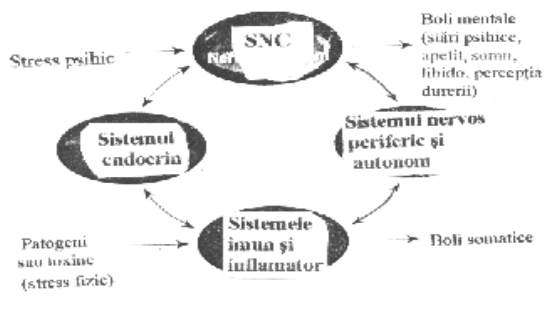 Stress psihic
SNC
Boli mentale
(stări psihice,
apetit, somn,
libido, percepția
durerii)
Sistemul
endocrin
Sistemul nervos
periferic și
autonom
Patogeni
sau toxine
(stress fizic)
Sistemele
imun și
inflamator
Boli somatice